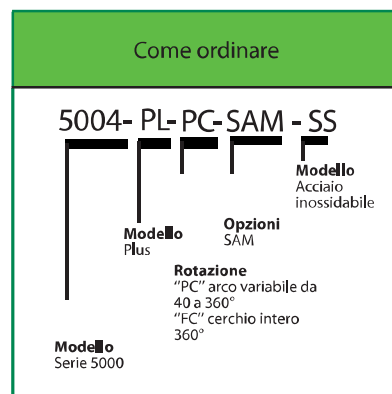 Come ordinare
5004- PL- PC-SAM - SS
Modello
Acciaio
inossidabile
Opzioni
SAM
Modello
Plus
Rotazione
"PC" arco variabile da
40 a 360°
"FC" cerchio intero
360°
Modello
Serie 5000